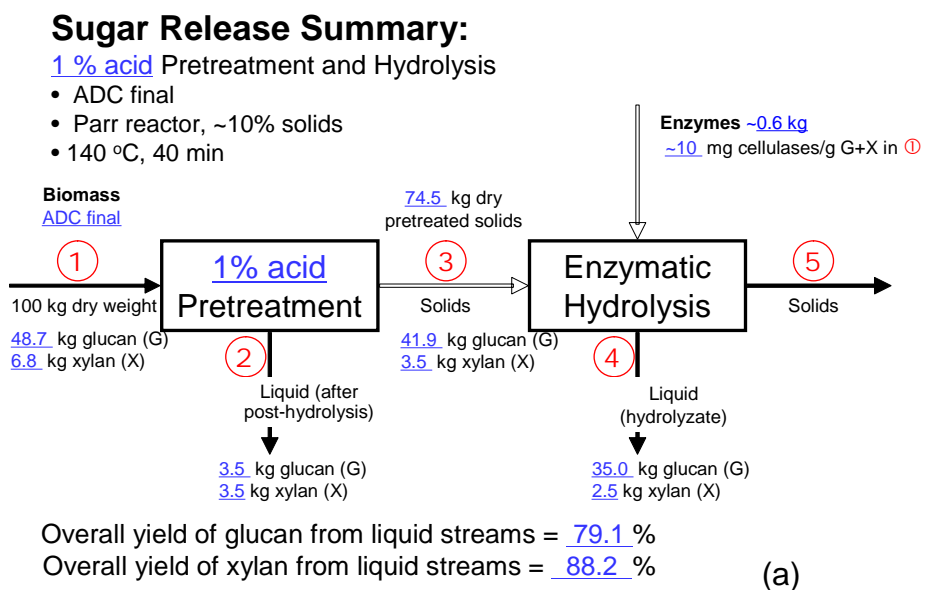 Sugar Release Summary:
1 % acid Pretreatment and Hydrolysis
• ADC final
• Parr reactor, ~10% solids
• 140 ºC, 40 min
Enzymes ~0.6 kg
~10 mg cellulases/g G+X in ①
Biomass
ADC final
74.5 kg dry
pretreated solids
1
1% acid
Pretreatment
3
Enzymatic
Hydrolysis
5
100 kg dry weight
Solids
Solids
48.7 kg glucan (G)
6.8 kg xylan (X)
41.9 kg glucan (G)
3.5 kg xylan (X)
2
4
Liquid (after
post-hydrolysis)
Liquid
(hydrolyzate)
3.5 kg glucan (G)
3.5 kg xylan (X)
35.0 kg glucan (G)
2.5 kg xylan (X)
Overall yield of glucan from liquid streams = 79.1 %
Overall yield of xylan from liquid streams = 88.2 %
(a)